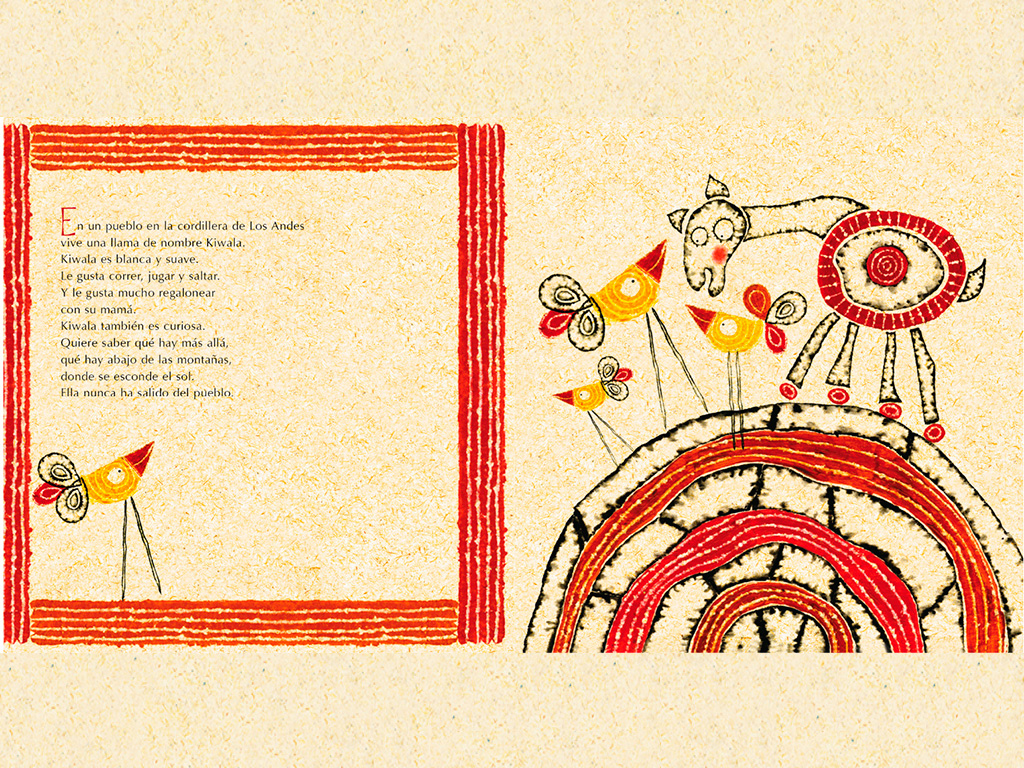 En un pueblo en la cordillera de Los Andes
vive una llama de nombre Kiwala.
Kiwala es blanca y suave.
Le gusta correr, jugar y saltar.
Y le gusta mucho regalonear
con su mamá.
Kiwala también es curiosa.
Quiere saber qué hay más allá,
qué hay abajo de las montañas,
donde se esconde el sol.
Ella nunca ha salido del pueblo.